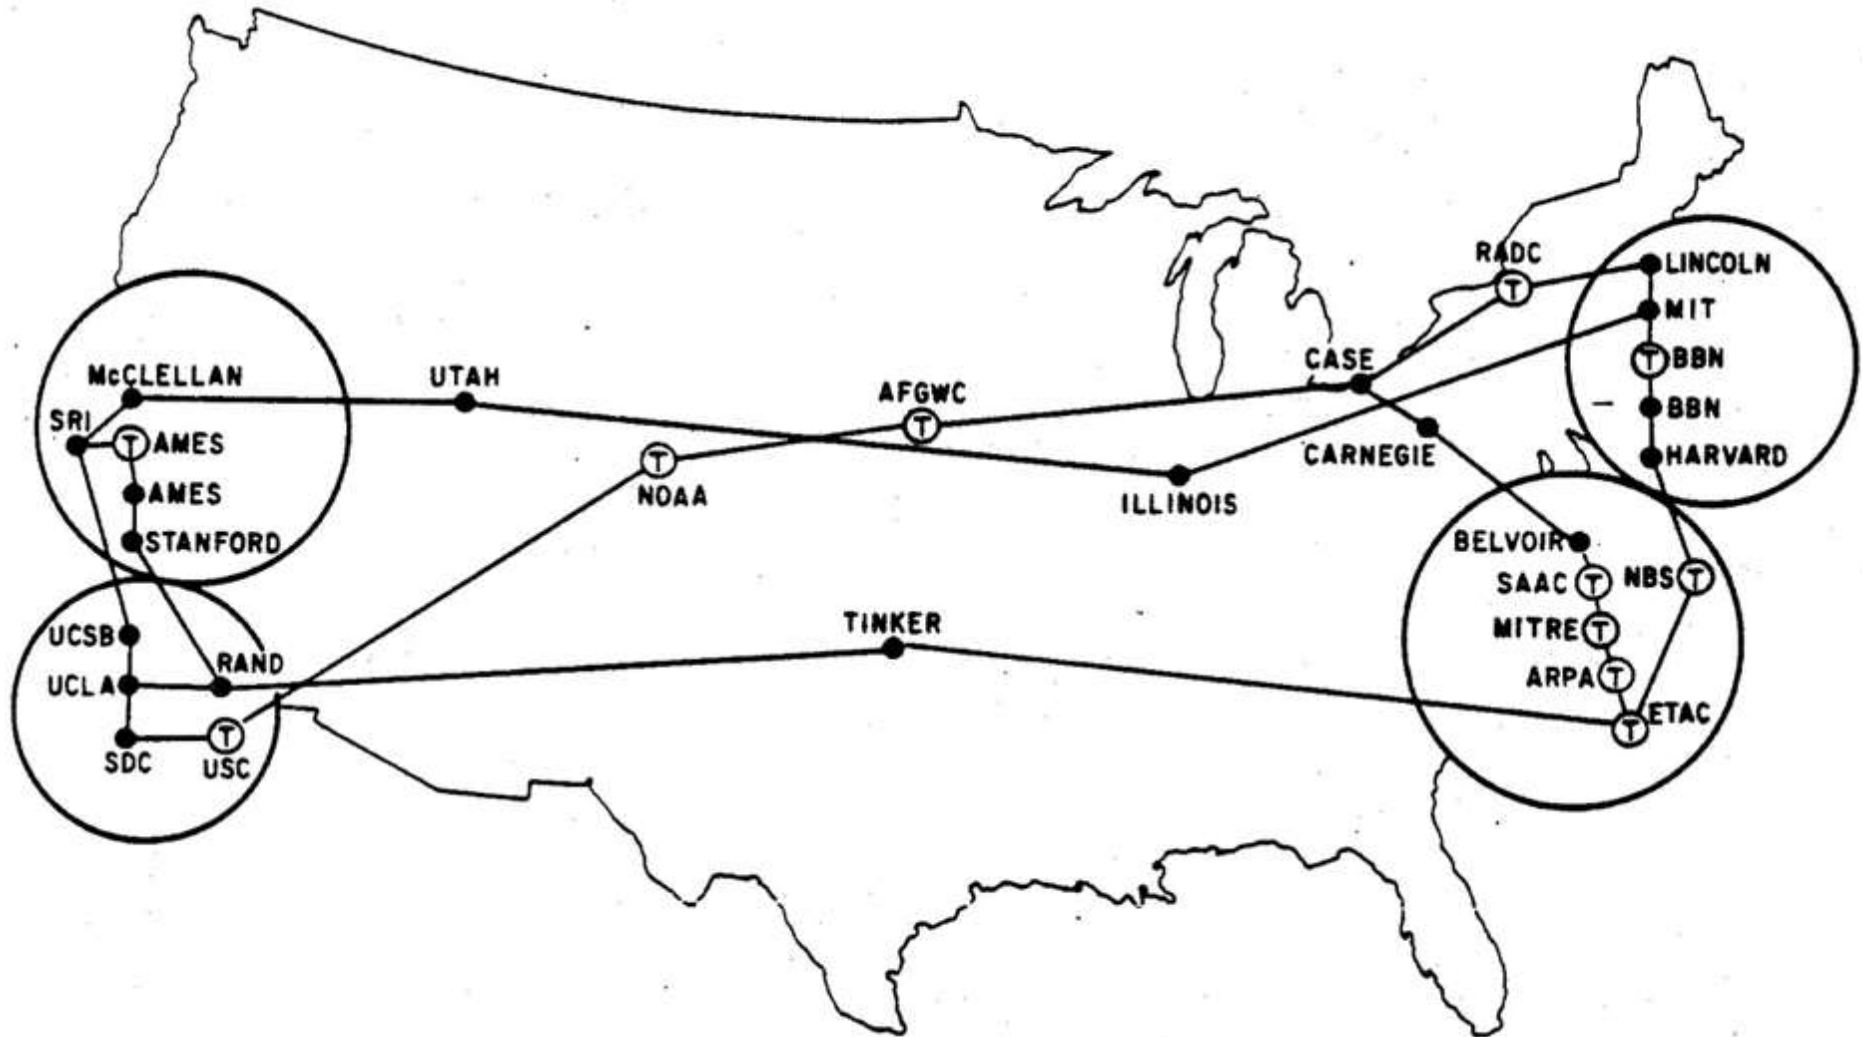 RADC
LINCOLN
MIT
T
T BBN
BBN
HARVARD
CASE
CARNEGIE
McCLELLAN
UTAH
AFGWC
T
SRI
T AMES
AMES
STANFORD
T
NOAA
ILLINOIS
BELVOIR
SAAC T
NBS T
MITRE T
ARPA T
T ETAC
UCSB
RAND
UCLA
TINKER
SDC
T
USC